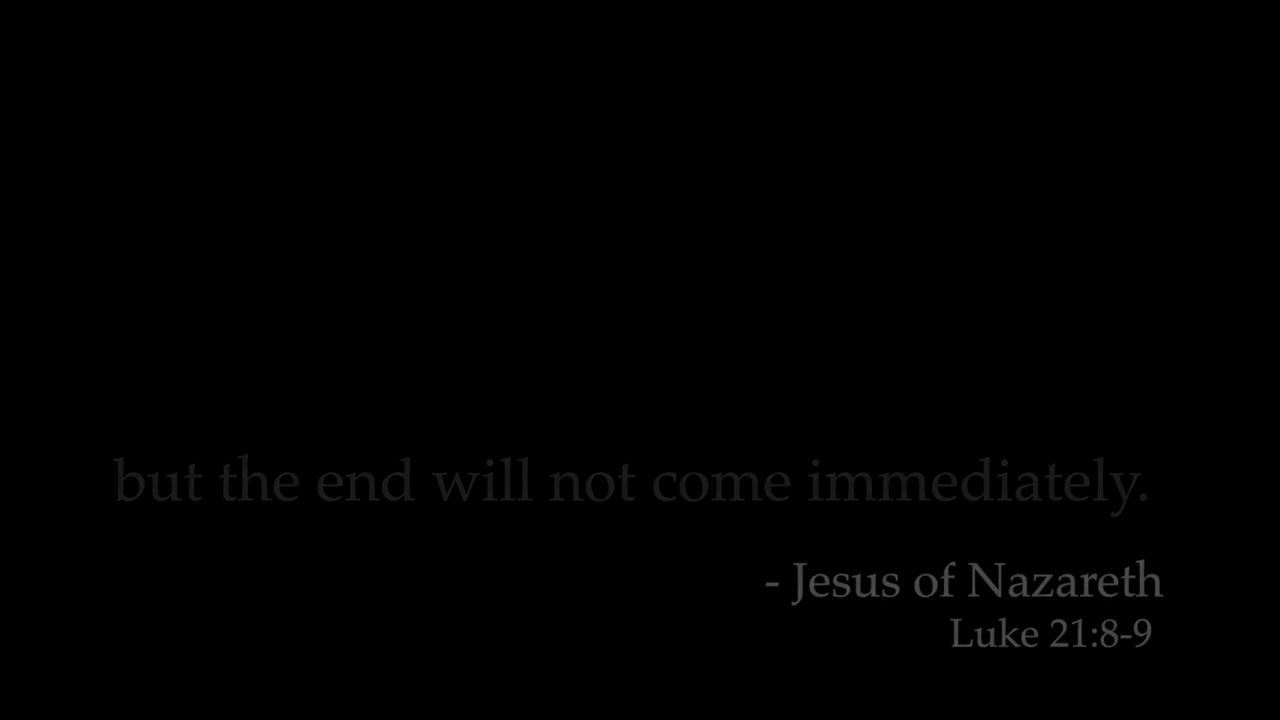 but the end will not come immediately.
- Jesus of Nazareth
Luke 21:8-9